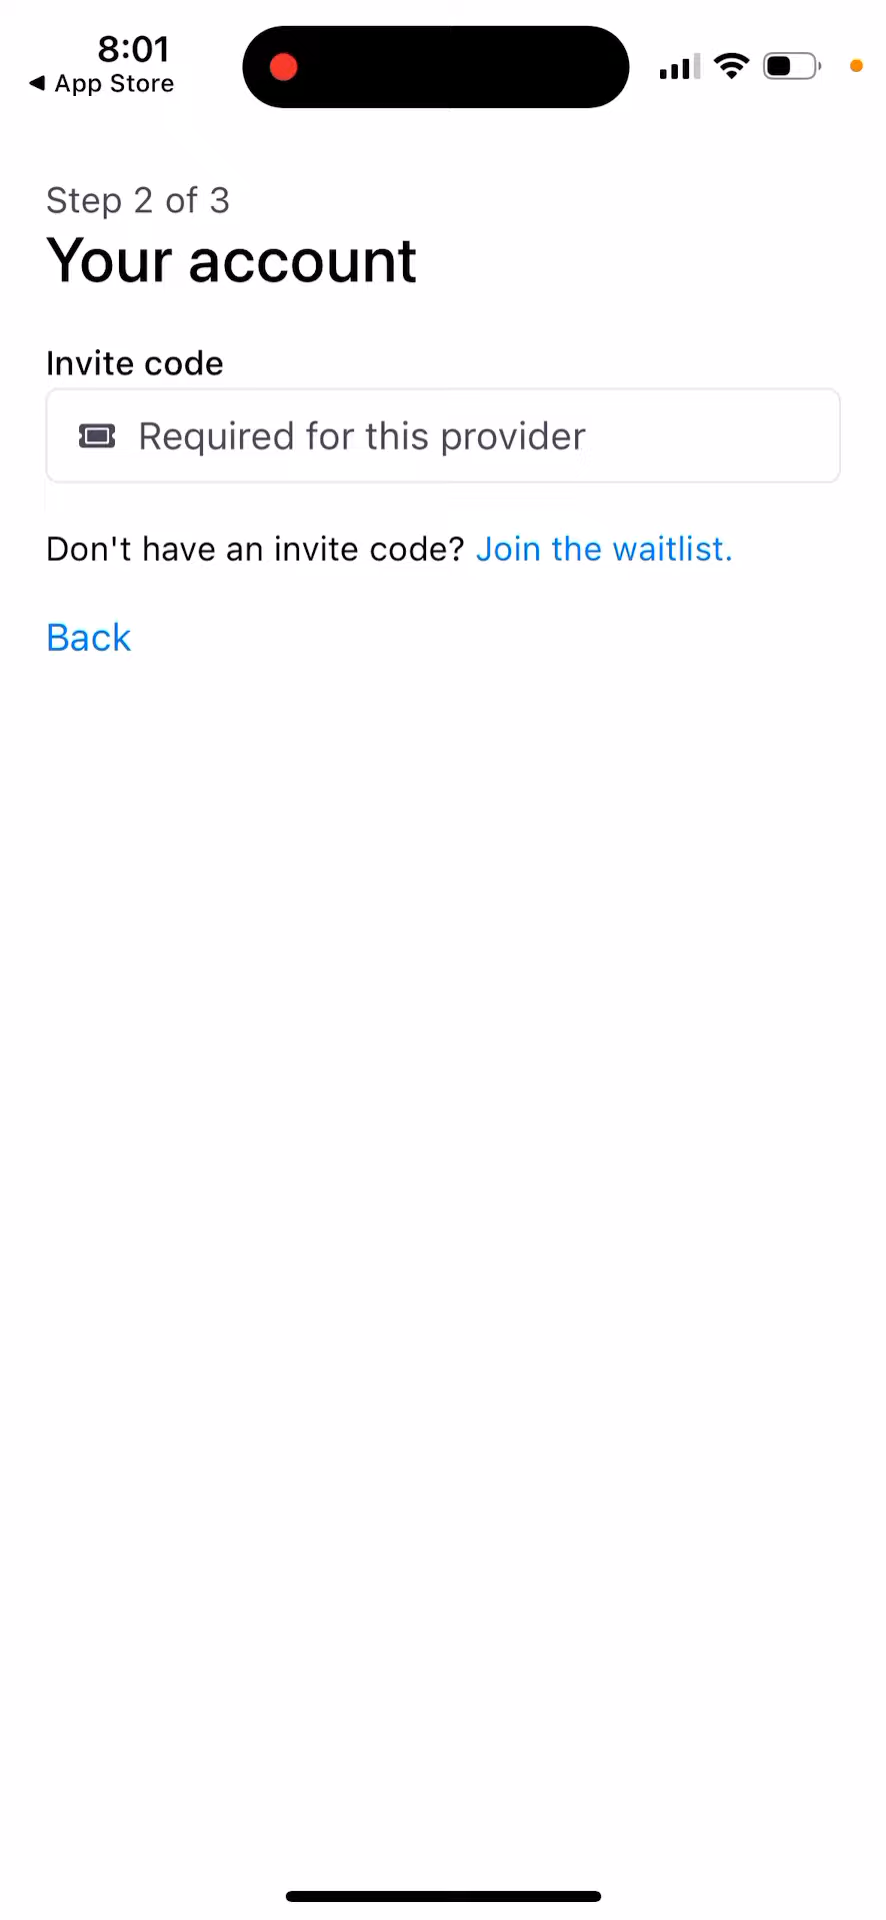 8:01
App Store
Step 2 of 3
Your account
Invite code
Required for this provider
Don't have an invite code? Join the waitlist.
Back